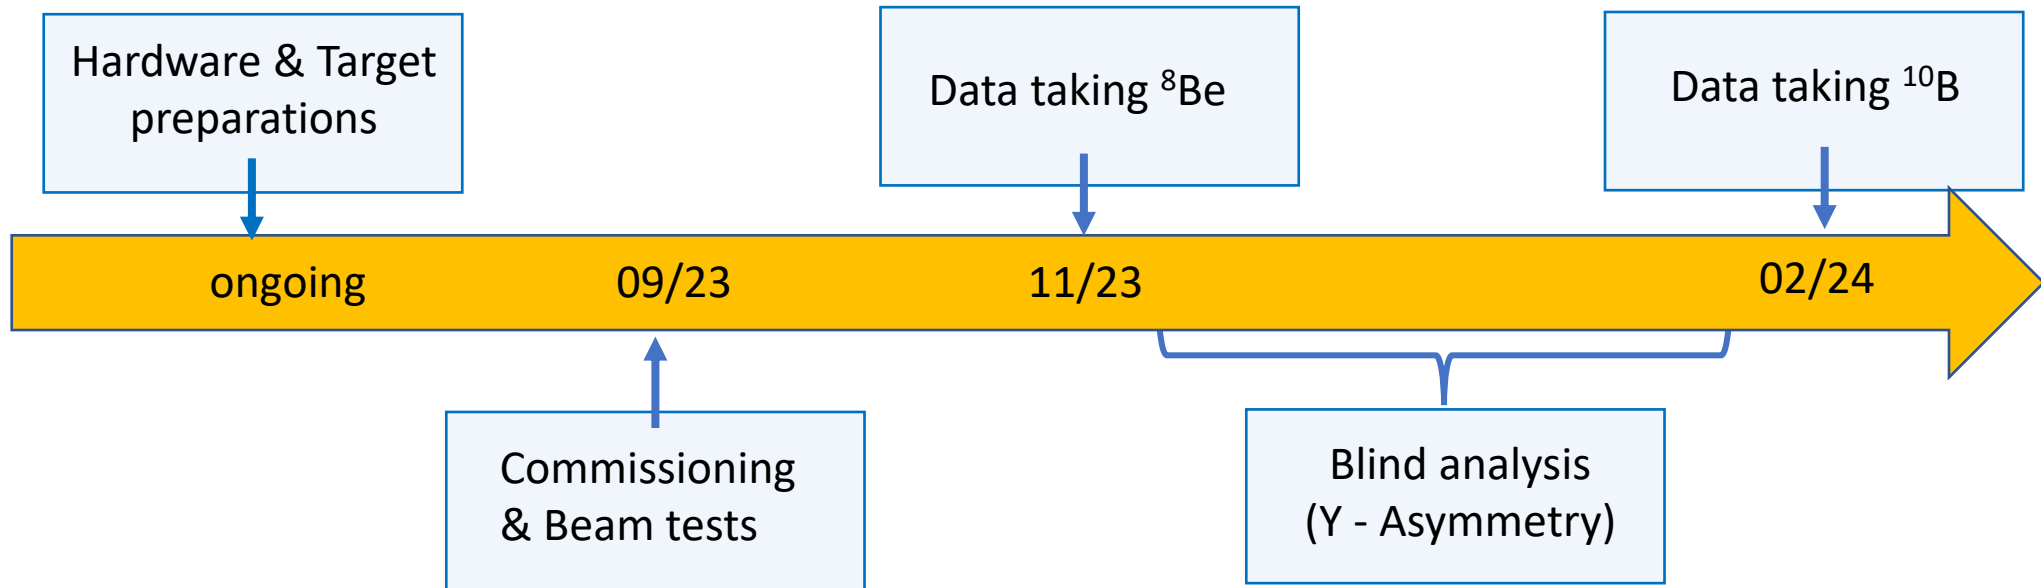 Hardware & Target
preparations
Data taking ⁸Be
Data taking ¹⁰B
ongoing
09/23
11/23
02/24
Commissioning
& Beam tests
Blind analysis
(Y - Asymmetry)